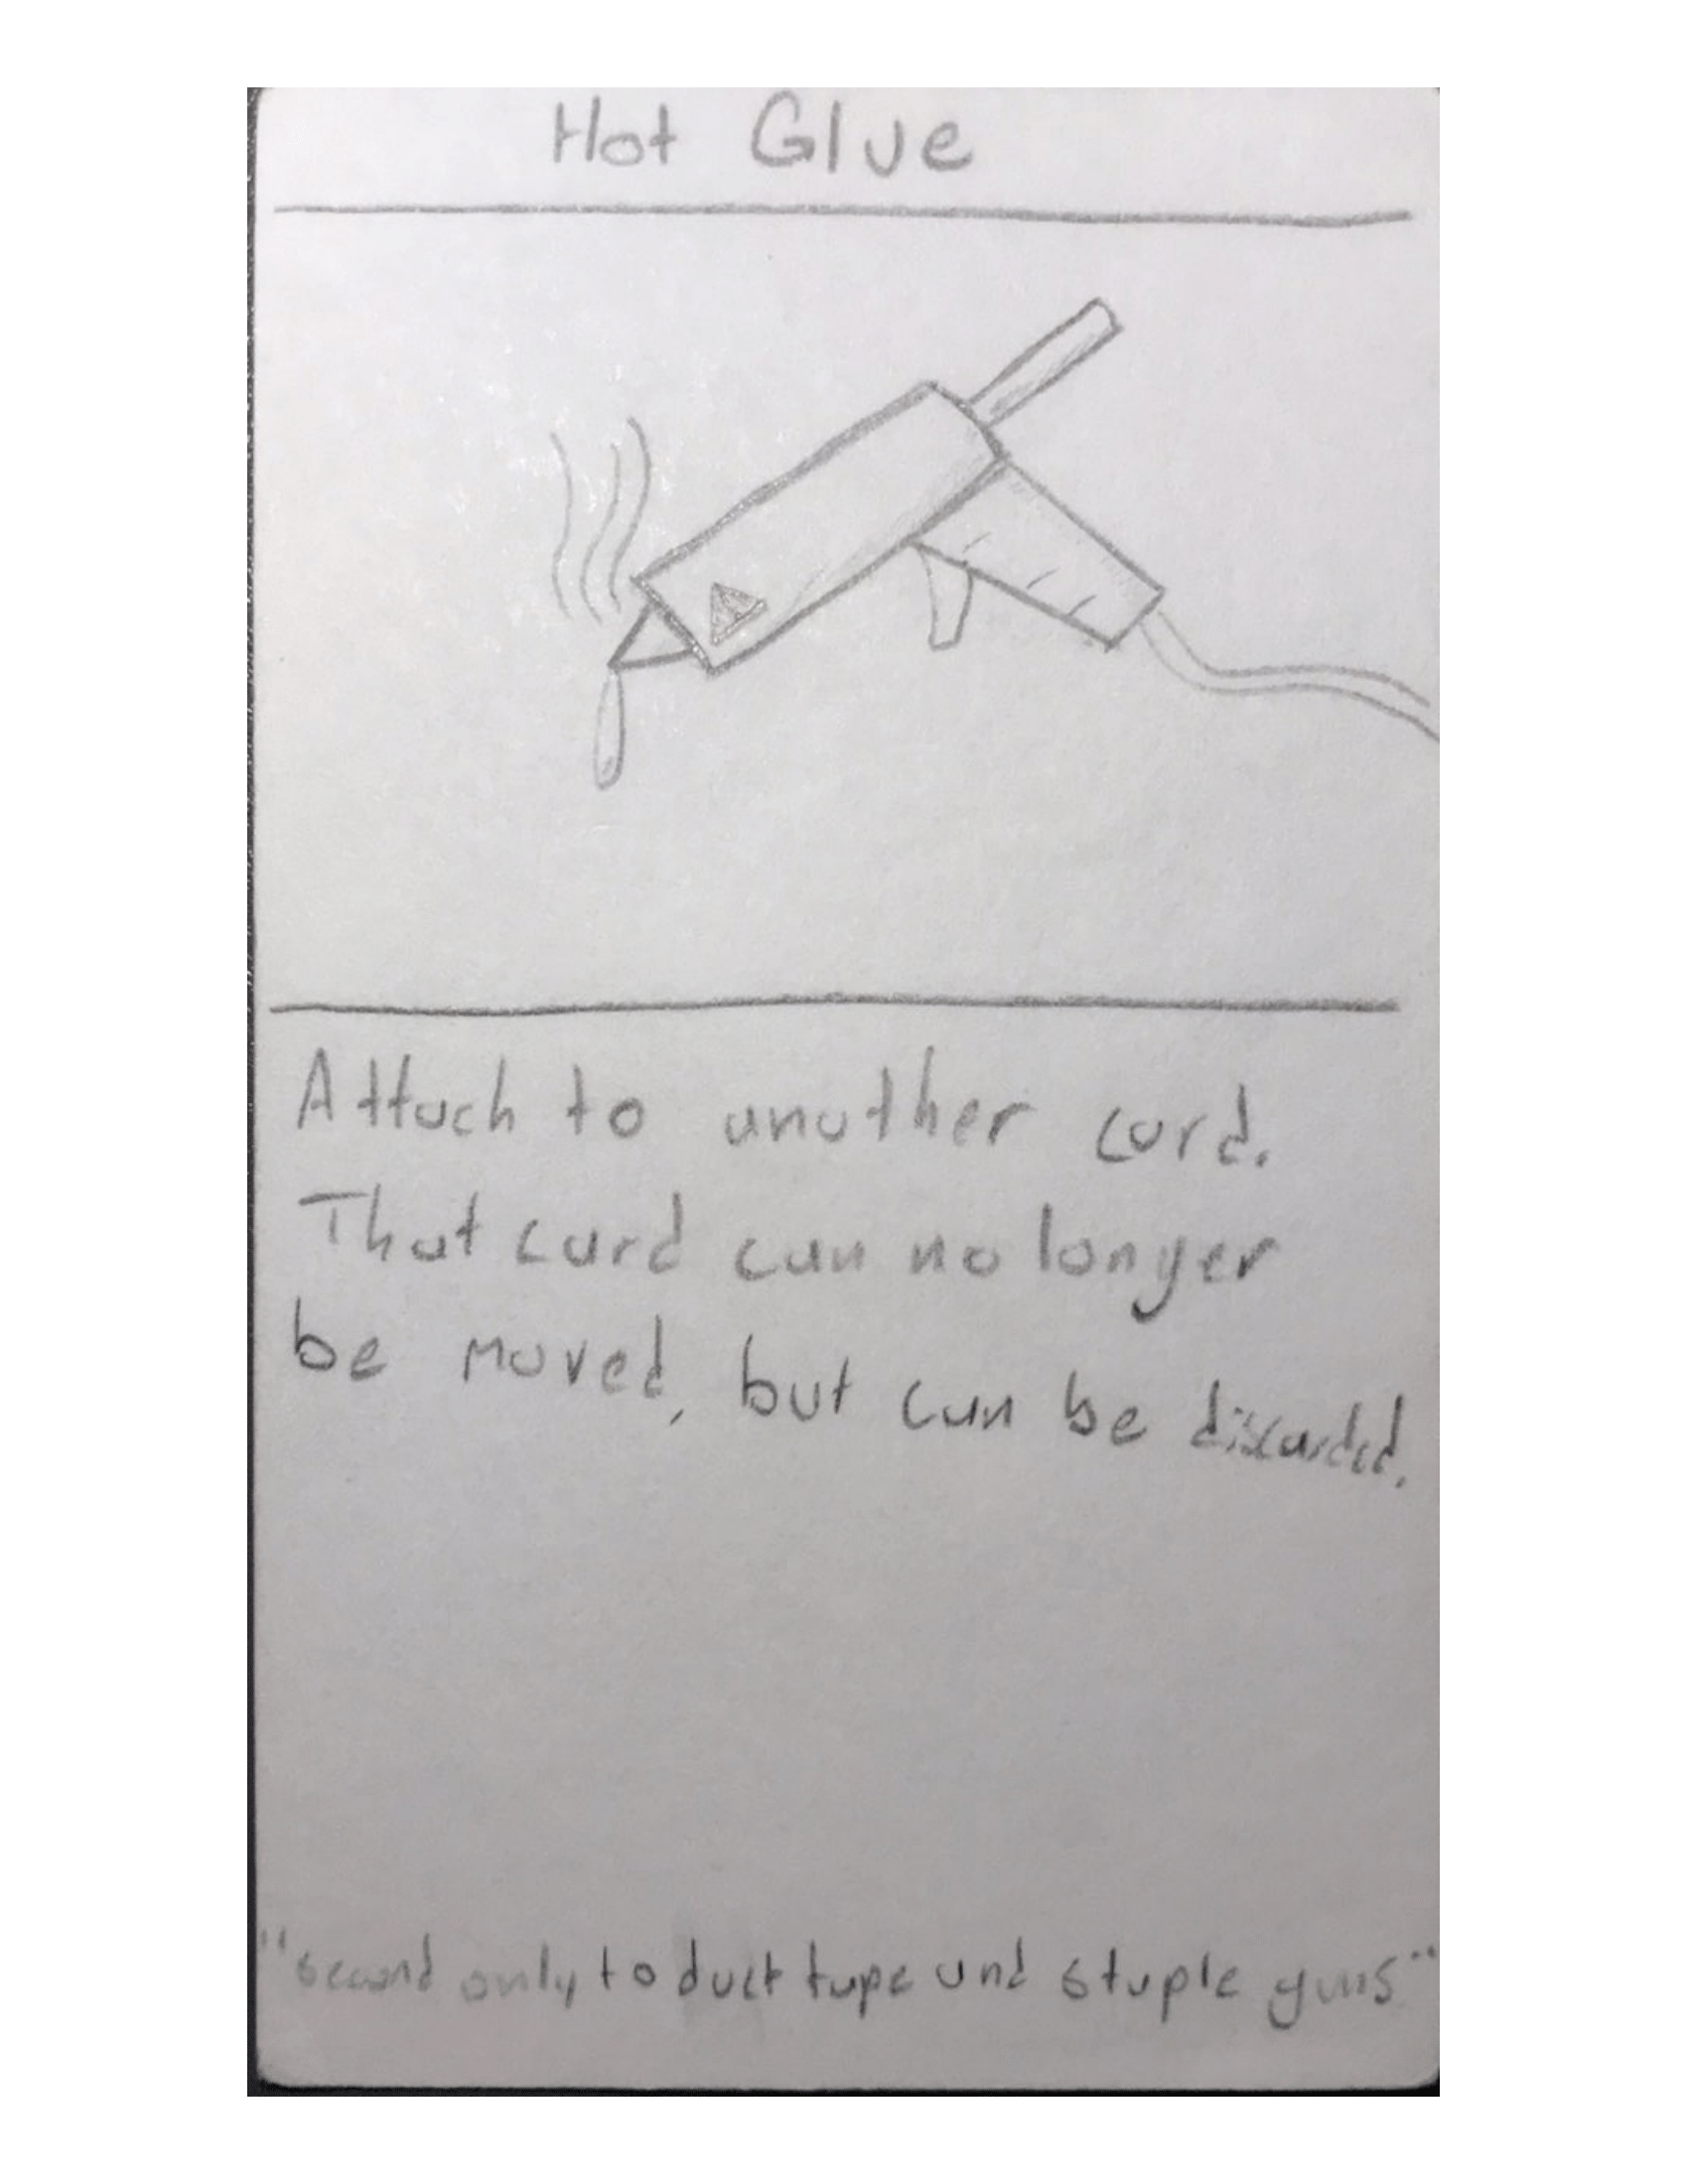 Hot Glue
Attach to another card.
That card can no longer
be moved, but can be discarded.
"second only to duct tape and staple guns"